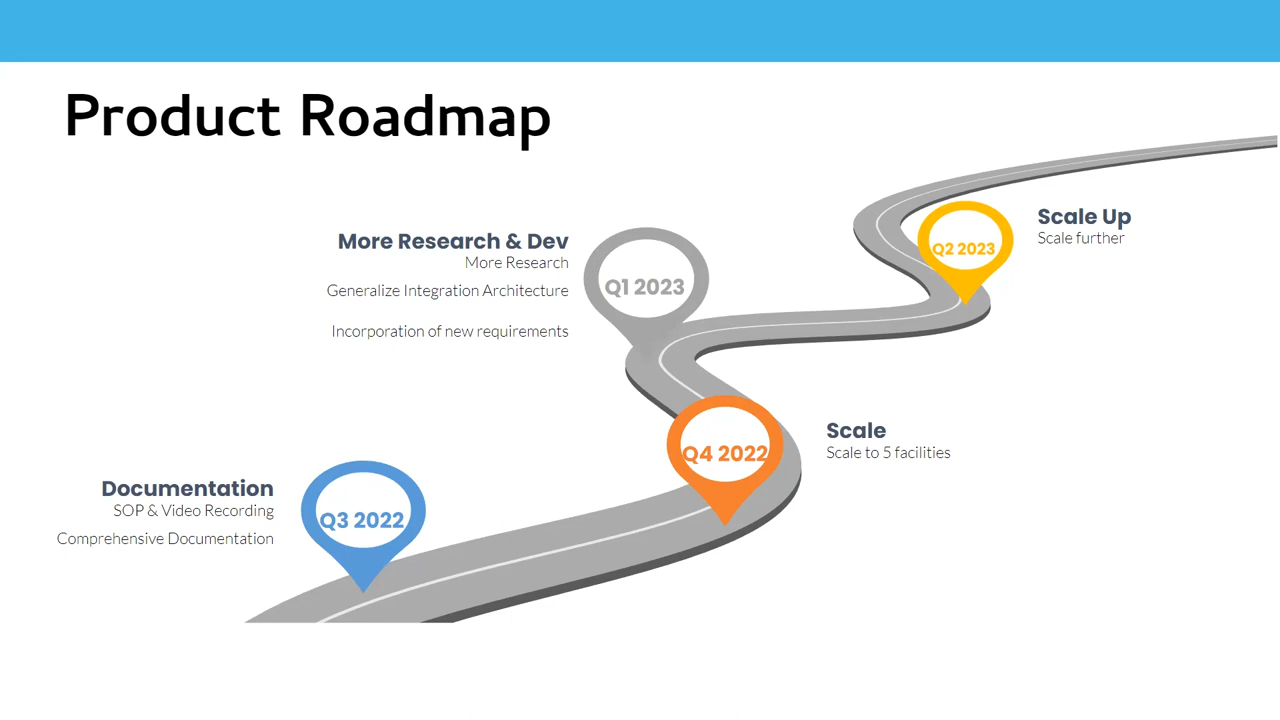 Product Roadmap
Documentation
SOP & Video Recording
Comprehensive Documentation
Q3 2022
Q4 2022
Scale
Scale to 5 facilities
More Research & Dev
More Research
Generalize Integration Architecture
Incorporation of new requirements
Q1 2023
Q2 2023
Scale Up
Scale further